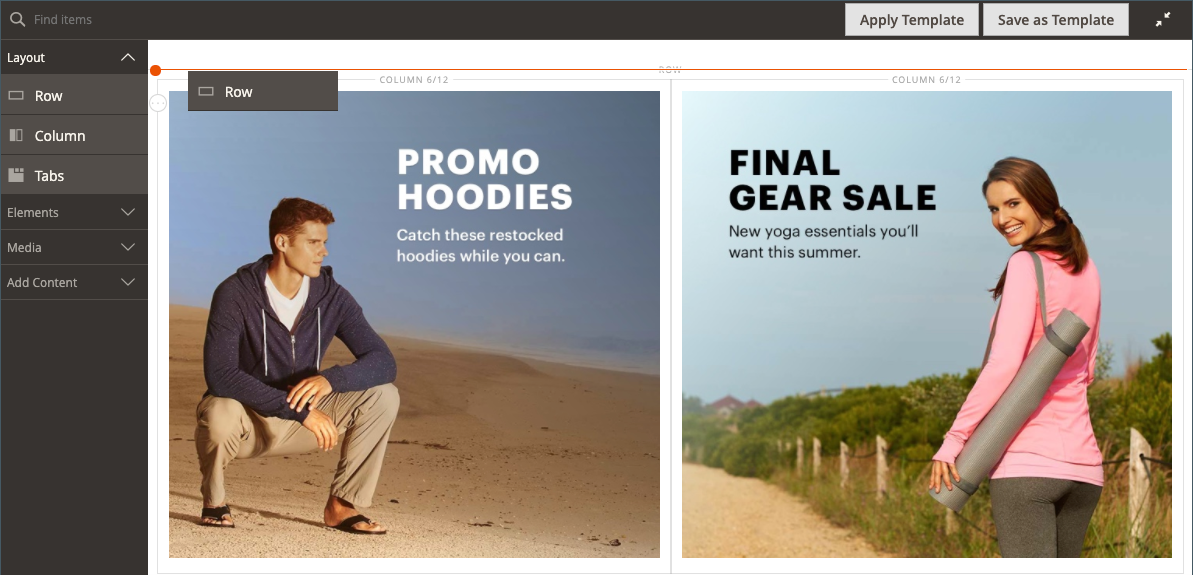 Find items
Apply Template
Save as Template
Layout
Row
Column
Tabs
Elements
Media
Add Content
ROW
Row
COLUMN 6/12
COLUMN 6/12
PROMO
HOODIES
Catch these restocked
hoodies while you can.
FINAL
GEAR SALE
New yoga essentials you’ll
want this summer.